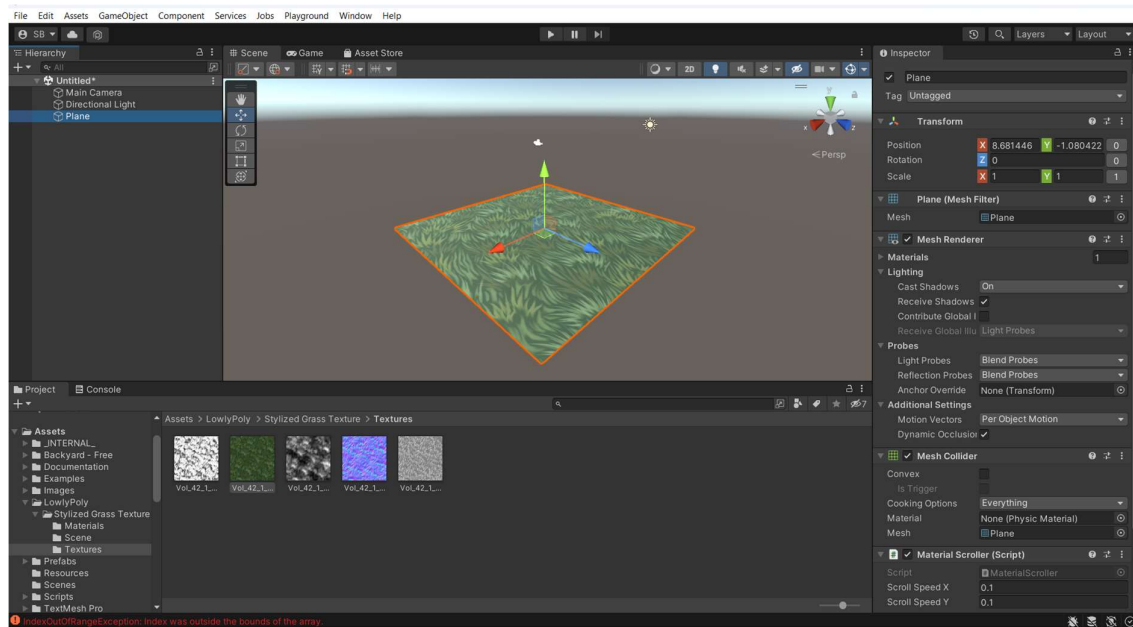 File Edit Assets GameObject Component Services Jobs Playground Window Help
SB Layers Layout
Hierarchy
All
Untitled*
Main Camera
Directional Light
Plane
Scene Game Asset Store
2D
y
x z
Persp
Inspector
Plane
Tag Untagged
Transform
Position X 8.681446 Y -1.080422 0
Rotation Z 0 0
Scale X 1 Y 1 1
Plane (Mesh Filter)
Mesh Plane
Mesh Renderer
Materials 1
Lighting
Cast Shadows On
Receive Shadows
Contribute Global I
Receive Global Illu Light Probes
Probes
Light Probes Blend Probes
Reflection Probes Blend Probes
Anchor Override None (Transform)
Additional Settings
Motion Vectors Per Object Motion
Dynamic Occlusion
Mesh Collider
Convex
Is Trigger
Cooking Options Everything
Material None (Physic Material)
Mesh Plane
Material Scroller (Script)
Script MaterialScroller
Scroll Speed X 0.1
Scroll Speed Y 0.1
Project Console
7
Assets > LowlyPoly > Stylized Grass Texture > Textures
Assets
_INTERNAL_
Backyard - Free
Documentation
Examples
Images
LowlyPoly
Stylized Grass Texture
Materials
Scene
Textures
Prefabs
Resources
Scenes
Scripts
TextMesh Pro
Vol_42_1_... Vol_42_1_... Vol_42_1_... Vol_42_1_... Vol_42_1_...
IndexOutOfRangeException: Index was outside the bounds of the array.